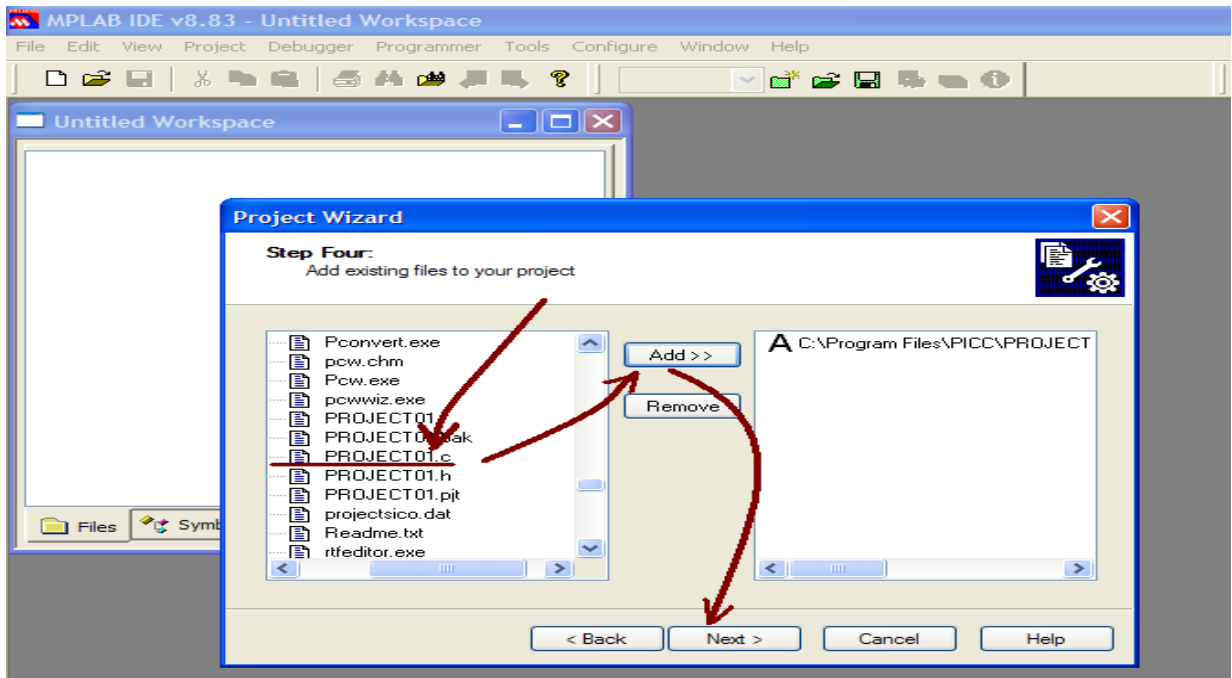 MPLAB IDE v8.83 - Untitled Workspace
File Edit View Project Debugger Programmer Tools Configure Window Help
Untitled Workspace
Project Wizard
Step Four:
Add existing files to your project
Pconvert.exe
pcw.chm
Pcw.exe
pcwwiz.exe
PROJECT01
PROJECT01.c
PROJECT01.h
PROJECT01.pjt
projectsico.dat
Readme.txt
rtfeditor.exe
Add >>
Remove
A C:\Program Files\PICC\PROJECT
Files Symb
< Back Next > Cancel Help